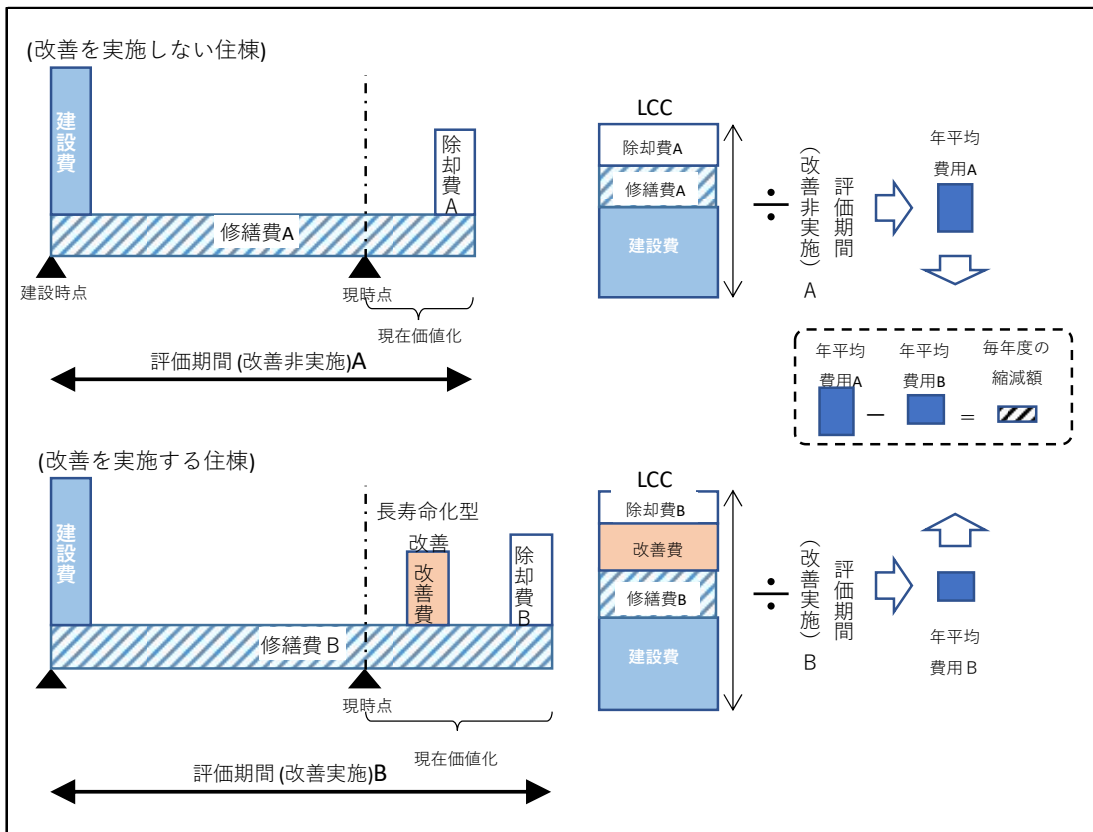 (改善を実施しない住棟)
建設費
除却費A
修繕費A
建設時点
現時点
現在価値化
評価期間(改善非実施)A
LCC
除却費A
修繕費A
建設費
÷
評価期間
(改善非実施)A
年平均
費用A
年平均
費用A
－
年平均
費用B
＝
毎年度の
縮減額
(改善を実施する住棟)
建設費
長寿命化型
改善
改善費
除却費B
修繕費Ｂ
現時点
現在価値化
評価期間(改善実施)B
LCC
除却費B
改善費
修繕費B
建設費
÷
評価期間
(改善実施)B
年平均
費用Ｂ